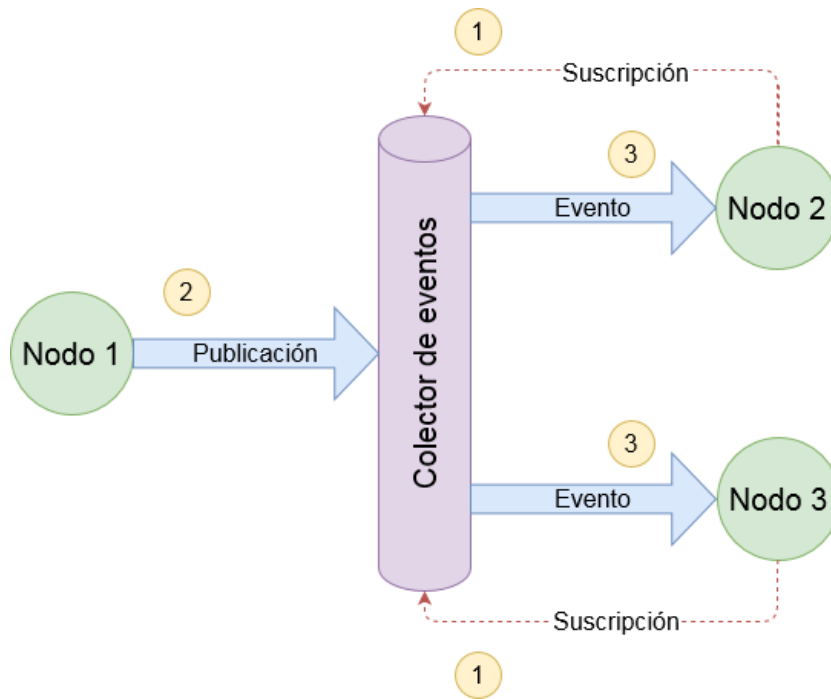 1
Suscripción
3
Evento
Nodo 2
2
Nodo 1
Publicación
Colector de eventos
3
Evento
Nodo 3
Suscripción
1